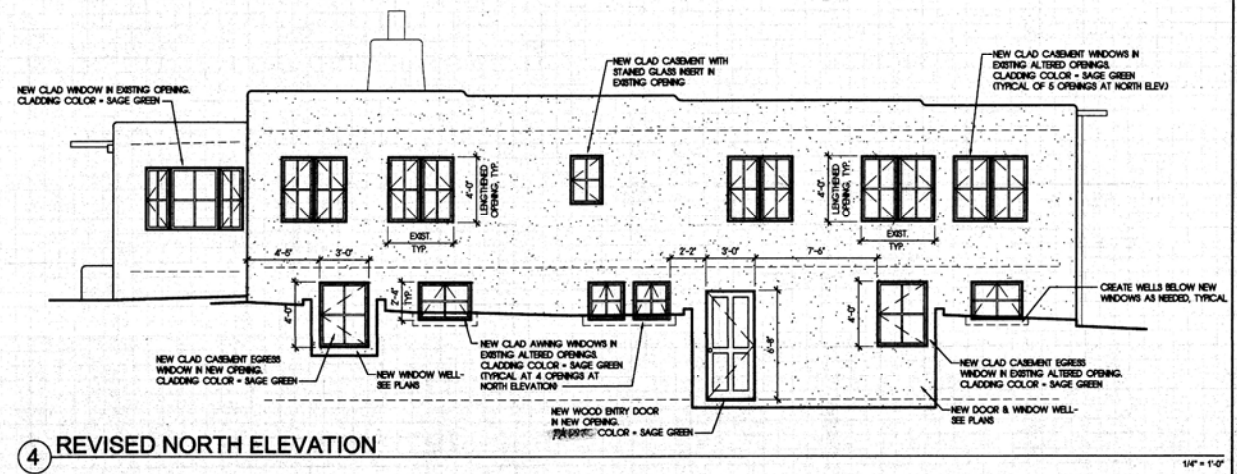 NEW CLAD WINDOW IN EXISTING OPENING.
CLADDING COLOR = SAGE GREEN
NEW CLAD CASEMENT WITH
STAINED GLASS INSERT IN
EXISTING OPENING
NEW CLAD CASEMENT WINDOWS IN
EXISTING ALTERED OPENINGS.
CLADDING COLOR = SAGE GREEN
(TYPICAL OF 5 OPENINGS AT NORTH ELEV.)
4'-0"
LENGTHENED
OPENING, TYP.
EXIST.
TYP.
4'-0"
LENGTHENED
OPENING, TYP.
EXIST.
TYP.
4'-6"
3'-0"
2'-2"
3'-0"
7'-6"
4'-0"
2'-4"
TYP.
6'-8"
4'-0"
CREATE WELLS BELOW NEW
WINDOWS AS NEEDED, TYPICAL
NEW CLAD CASEMENT EGRESS
WINDOW IN NEW OPENING.
CLADDING COLOR = SAGE GREEN
NEW WINDOW WELL-
SEE PLANS
NEW CLAD AWNING WINDOWS IN
EXISTING ALTERED OPENINGS.
CLADDING COLOR = SAGE GREEN
(TYPICAL AT 4 OPENINGS AT
NORTH ELEVATION)
NEW WOOD ENTRY DOOR
IN NEW OPENING.
COLOR = SAGE GREEN
NEW CLAD CASEMENT EGRESS
WINDOW IN EXISTING ALTERED OPENING.
CLADDING COLOR = SAGE GREEN
NEW DOOR & WINDOW WELL-
SEE PLANS
4 REVISED NORTH ELEVATION
1/4" = 1'-0"